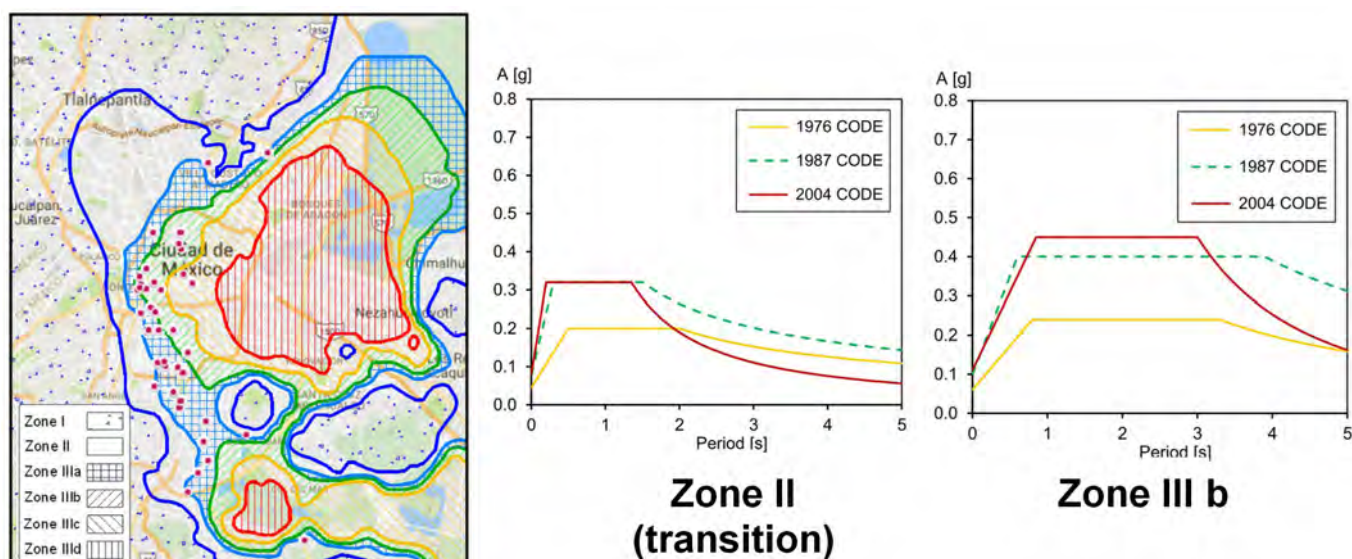 Tlalnepantla
Ciudad de
México
Juárez
Chimalhu
Nezahu
Zone I
Zone II
Zone IIIa
Zone IIIb
Zone IIIc
Zone IIId
A [g]
0.8
0.7
0.6
0.5
0.4
0.3
0.2
0.1
0.0
0 1 2 3 4 5
Period [s]
1976 CODE
1987 CODE
2004 CODE
Zone II
(transition)
A [g]
0.8
0.7
0.6
0.5
0.4
0.3
0.2
0.1
0.0
0 1 2 3 4 5
Period [s]
1976 CODE
1987 CODE
2004 CODE
Zone III b